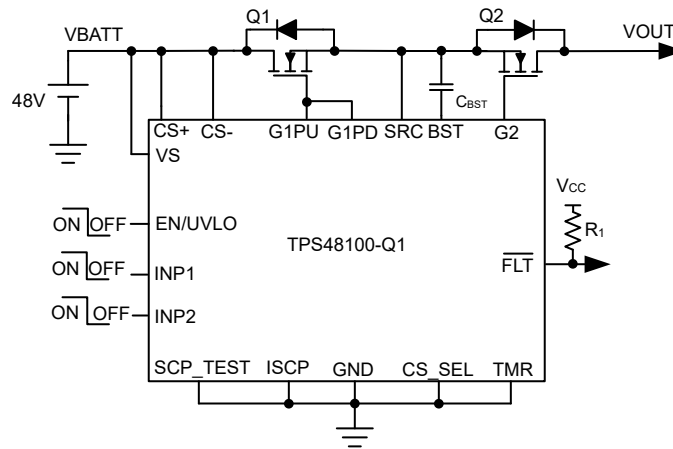 Q1
Q2
VBATT
VOUT
48V
CBST
CS+ CS- G1PU G1PD SRC BST G2
VS
VCC
ON OFF EN/UVLO
R1
TPS48100-Q1
FLT
ON OFF INP1
ON OFF INP2
SCP_TEST ISCP GND CS_SEL TMR